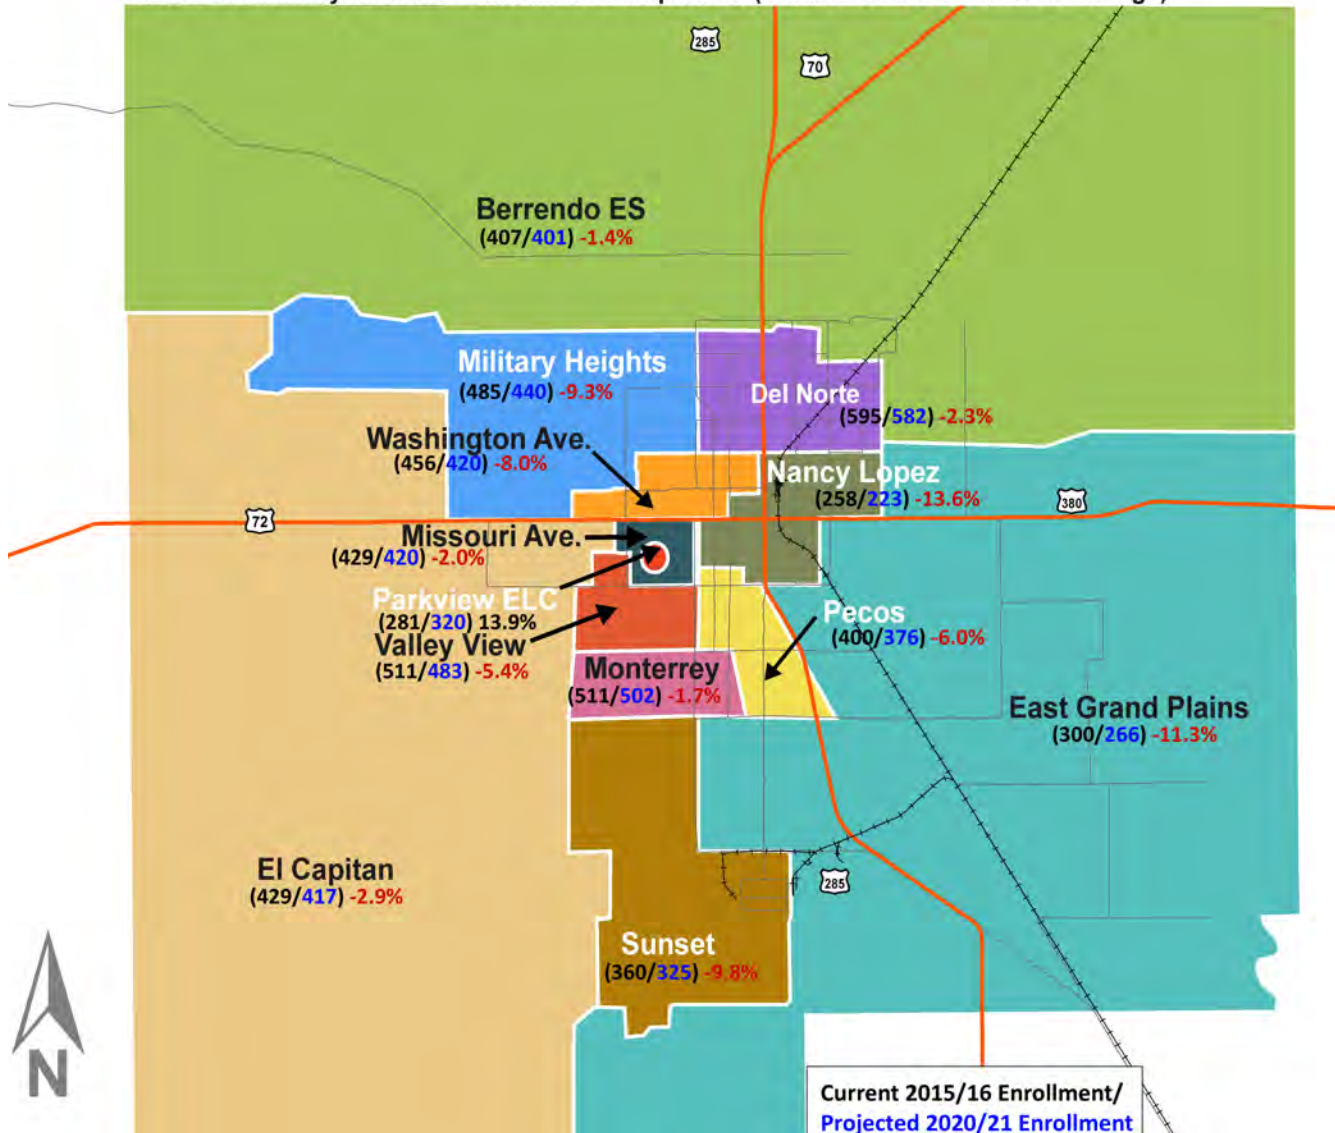 285
70
Berrendo ES
(407/401) -1.4%
Military Heights
(485/440) -9.3%
Del Norte
(595/582) -2.3%
Washington Ave.
(456/420) -8.0%
Nancy Lopez
(258/223) -13.6%
380
72
Missouri Ave.
(429/420) -2.0%
Parkview ELC
(281/320) 13.9%
Valley View
(511/483) -5.4%
Pecos
(400/376) -6.0%
Monterrey
(511/502) -1.7%
East Grand Plains
(300/266) -11.3%
El Capitan
(429/417) -2.9%
285
Sunset
(360/325) -9.8%
N
Current 2015/16 Enrollment/
Projected 2020/21 Enrollment